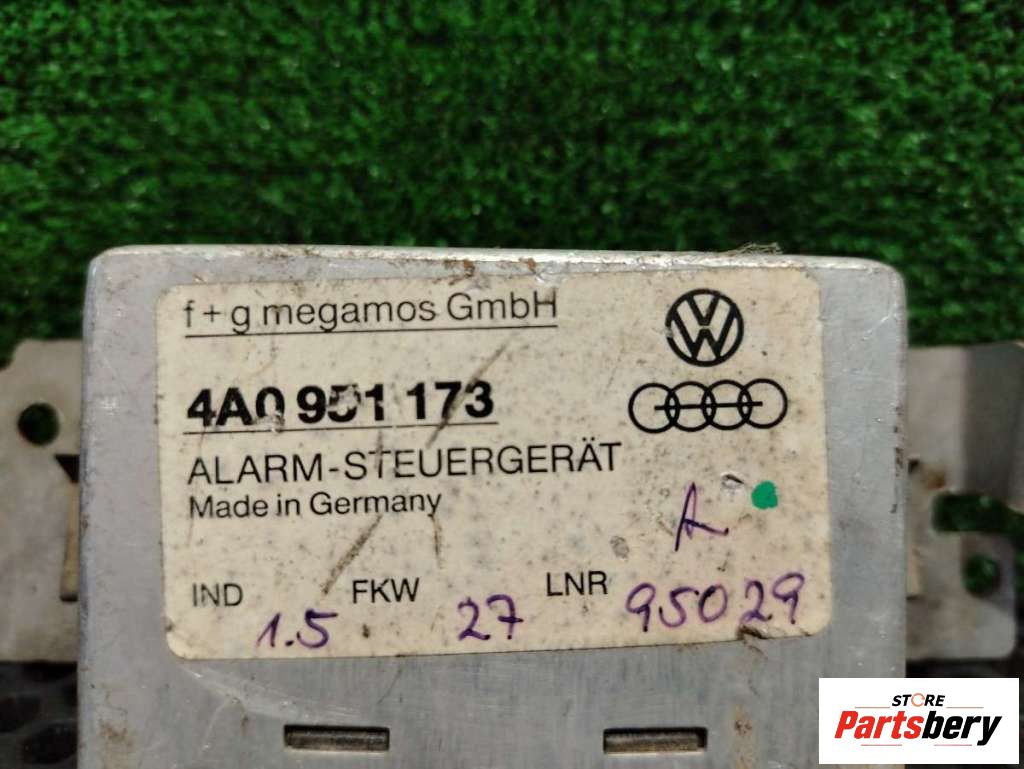 f+g megamos GmbH
4A0 951 173
ALARM-STEUERGERÄT
Made in Germany
A
IND 1.5 FKW 27 LNR 95029
STORE
Partsbery